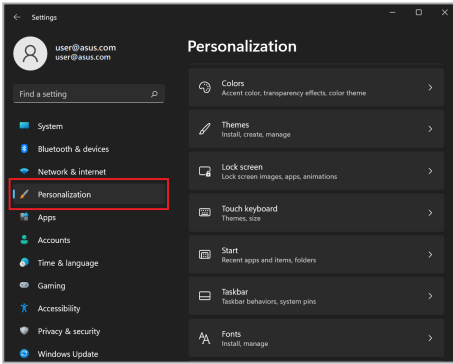 Settings
user@asus.com
user@asus.com
Find a setting
System
Bluetooth & devices
Network & internet
Personalization
Apps
Accounts
Time & language
Gaming
Accessibility
Privacy & security
Windows Update
Personalization
Colors
Accent color, transparency effects, color theme
Themes
Install, create, manage
Lock screen
Lock screen images, apps, animations
Touch keyboard
Themes, size
Start
Recent apps and items, folders
Taskbar
Taskbar behaviors, system pins
Fonts
Install, manage